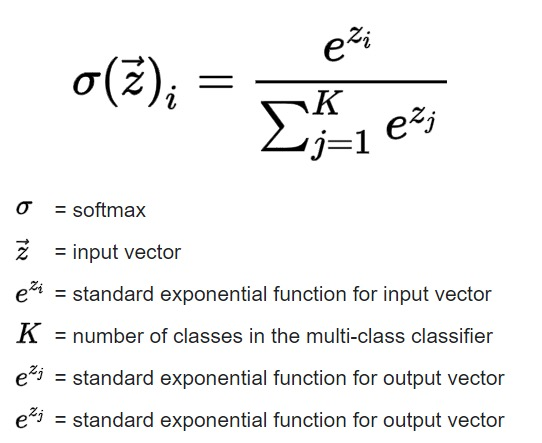 σ(z⃗)ᵢ = e^{zᵢ} / ∑_{j=1}^{K} e^{zⱼ}
σ = softmax
z⃗ = input vector
e^{zᵢ} = standard exponential function for input vector
K = number of classes in the multi-class classifier
e^{zⱼ} = standard exponential function for output vector
e^{zⱼ} = standard exponential function for output vector